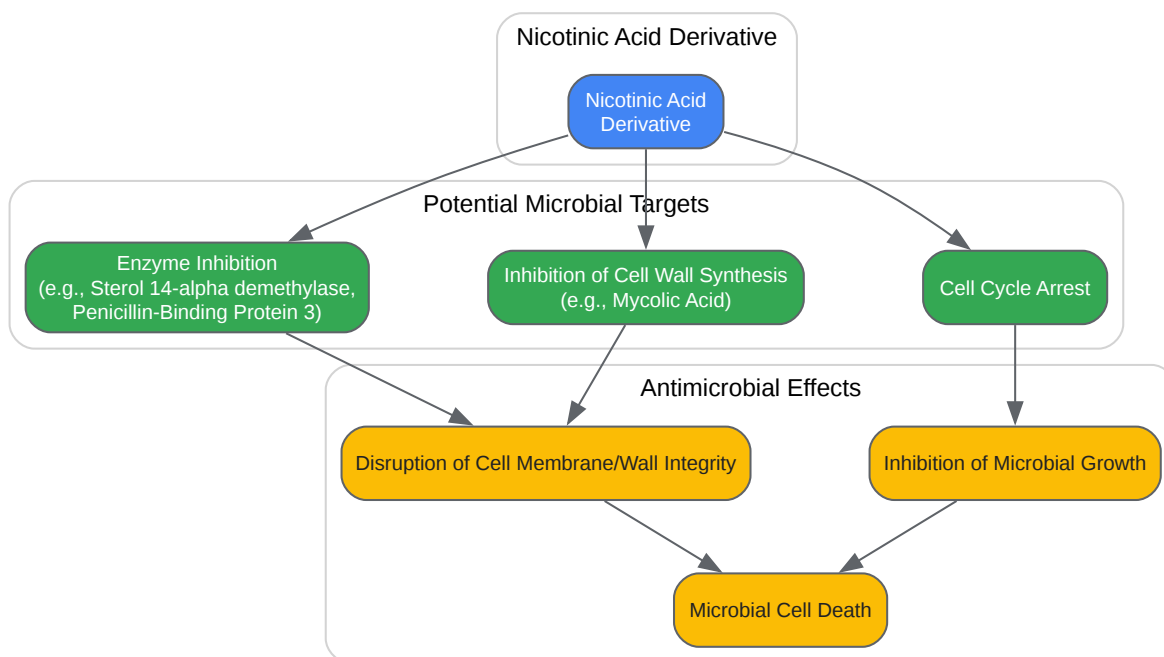 Nicotinic Acid Derivative
Nicotinic Acid
Derivative
Potential Microbial Targets
Enzyme Inhibition
(e.g., Sterol 14-alpha demethylase,
Penicillin-Binding Protein 3)
Inhibition of Cell Wall Synthesis
(e.g., Mycolic Acid)
Cell Cycle Arrest
Antimicrobial Effects
Disruption of Cell Membrane/Wall Integrity
Inhibition of Microbial Growth
Microbial Cell Death